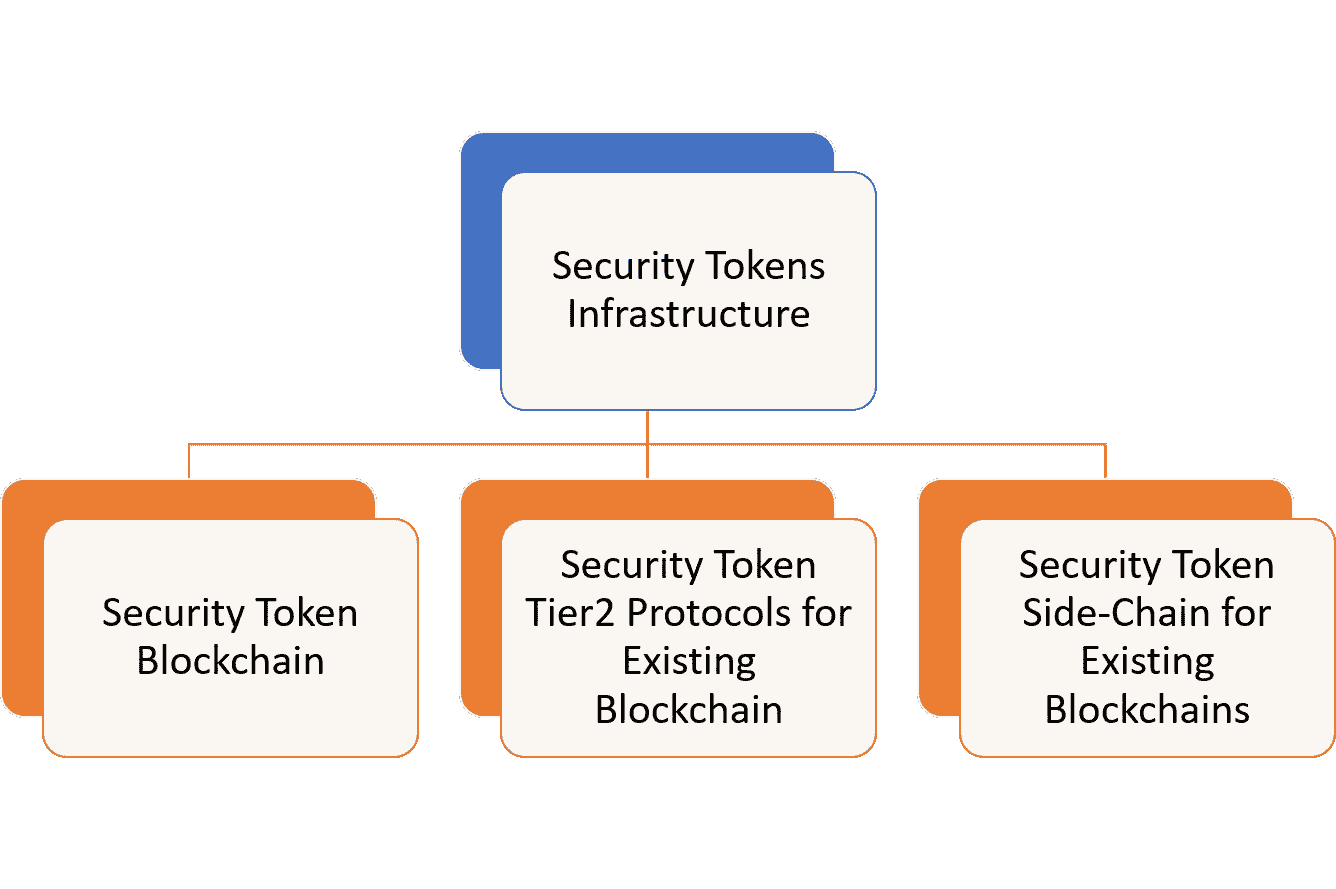 Security Tokens
Infrastructure
Security Token
Blockchain
Security Token
Tier2 Protocols for
Existing
Blockchain
Security Token
Side-Chain for
Existing
Blockchains